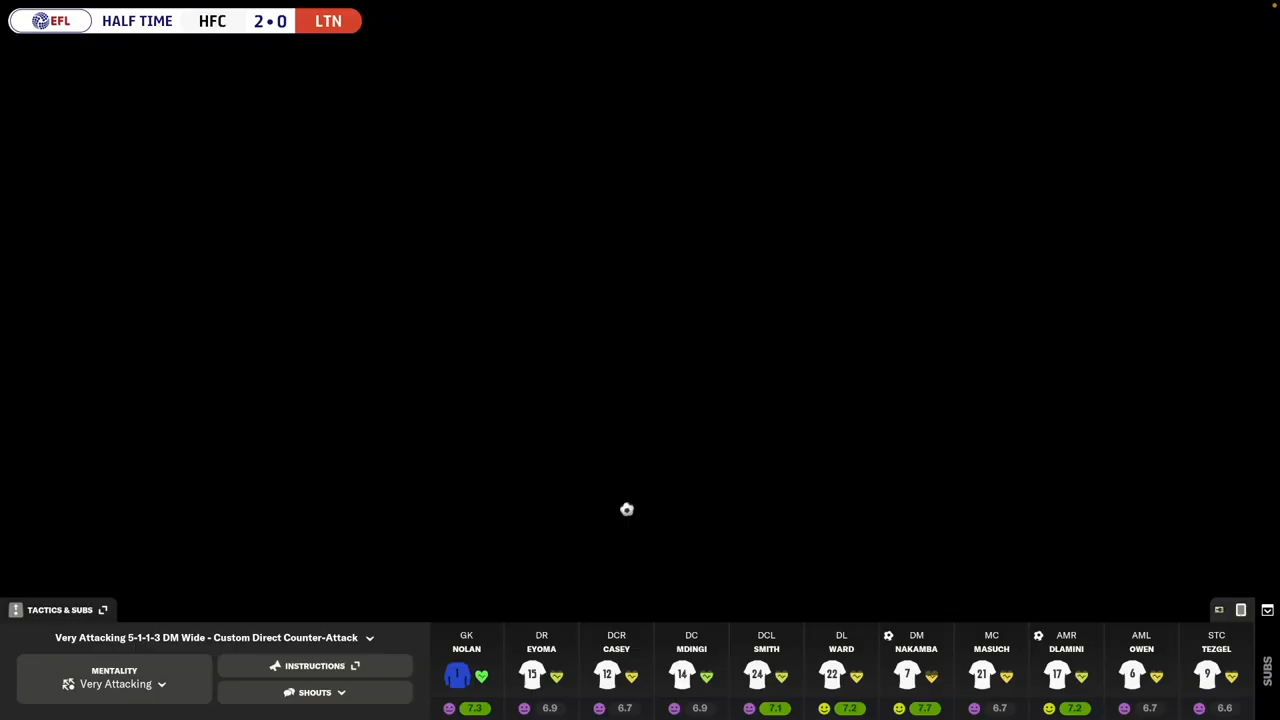 EFL HALF TIME HFC 2 • 0 LTN
TACTICS & SUBS
Very Attacking 5-1-1-3 DM Wide - Custom Direct Counter-Attack
MENTALITY
Very Attacking
INSTRUCTIONS
SHOUTS
GK DR DCR DC DCL DL DM MC AMR AML STC
NOLAN EYOMA CASEY MDINGI SMITH WARD NAKAMBA MASUCH DLAMINI OWEN TEZGEL
1 15 12 14 24 22 7 21 17 6 9
7.3 6.9 6.7 6.9 7.1 7.2 7.7 6.7 7.2 6.7 6.6
SUBS